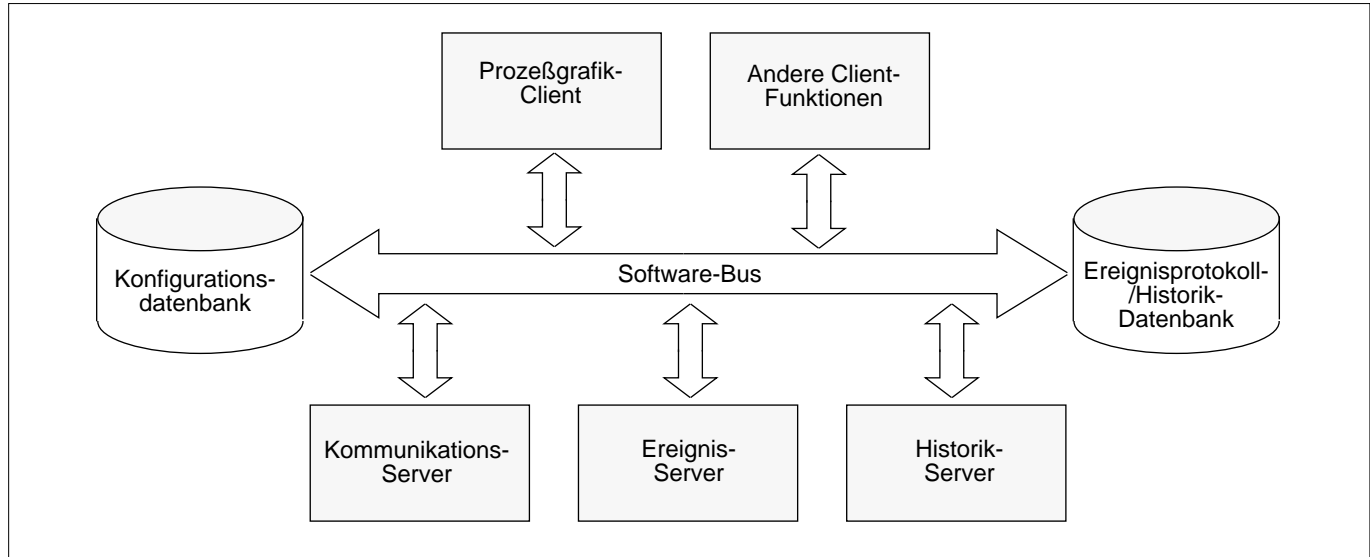 Prozeßgrafik-
Client
Andere Client-
Funktionen
Konfigurations-
datenbank
Software-Bus
Ereignisprotokoll-
/Historik-
Datenbank
Kommunikations-
Server
Ereignis-
Server
Historik-
Server